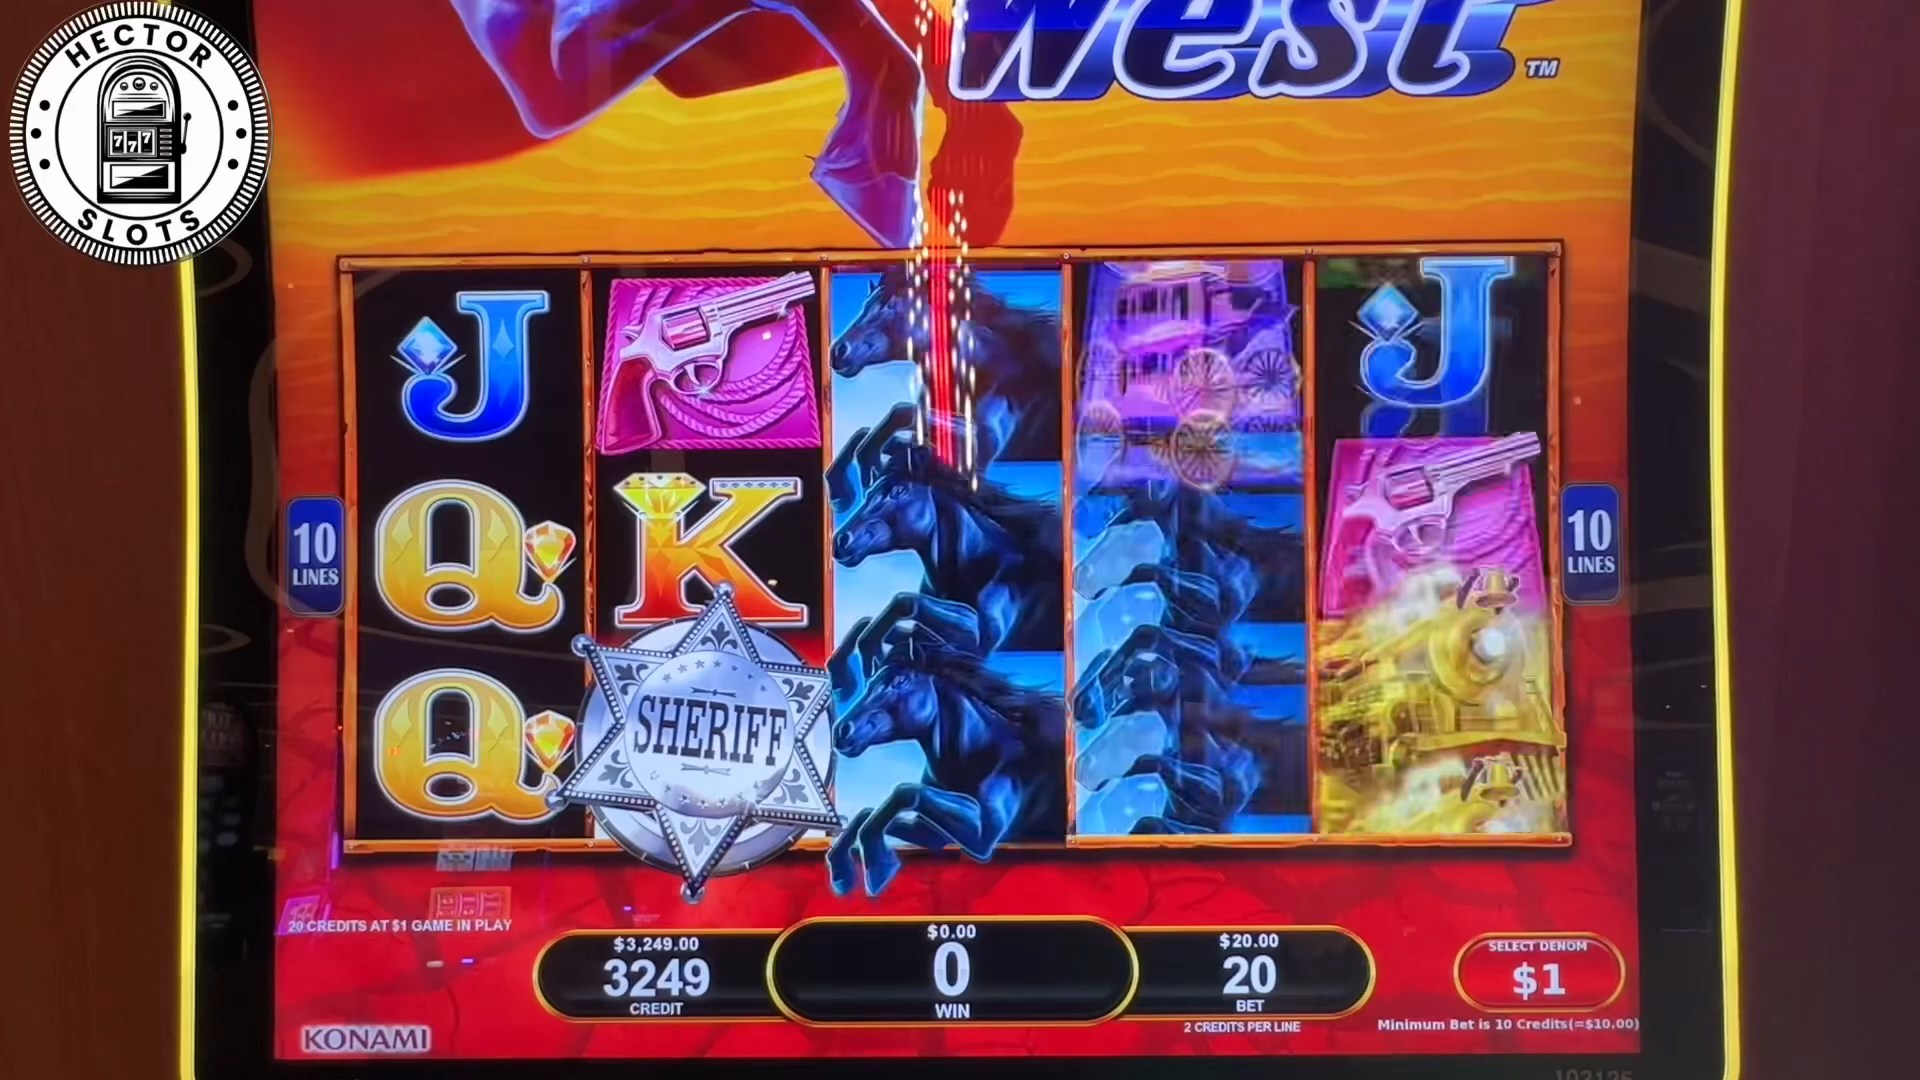 HECTOR
777
SLOTS
West™
J
J
Q
K
Q
SHERIFF
10
LINES
10
LINES
20 CREDITS AT $1 GAME IN PLAY
$3,249.00
3249
CREDIT
$0.00
0
WIN
$20.00
20
BET
2 CREDITS PER LINE
SELECT DENOM
$1
Minimum Bet is 10 Credits(=$10.00)
KONAMI